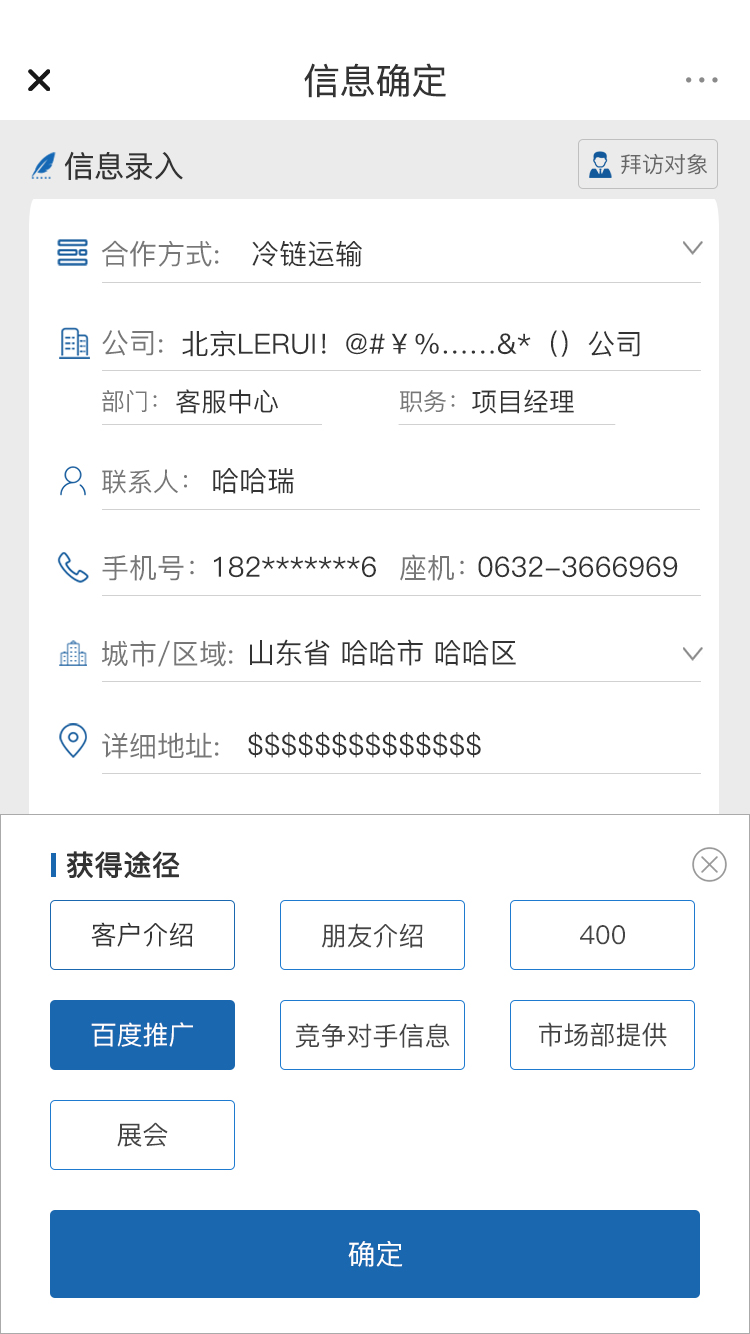 信息确定
信息录入
拜访对象
合作方式: 冷链运输
公司: 北京LERUI！@#￥%……&*（）公司
部门: 客服中心 职务: 项目经理
联系人: 哈哈瑞
手机号: 182*******6 座机: 0632-3666969
城市/区域: 山东省 哈哈市 哈哈区
详细地址: $$$$$$$$$$$$$$
获得途径
客户介绍 朋友介绍 400
百度推广 竞争对手信息 市场部提供
展会
确定